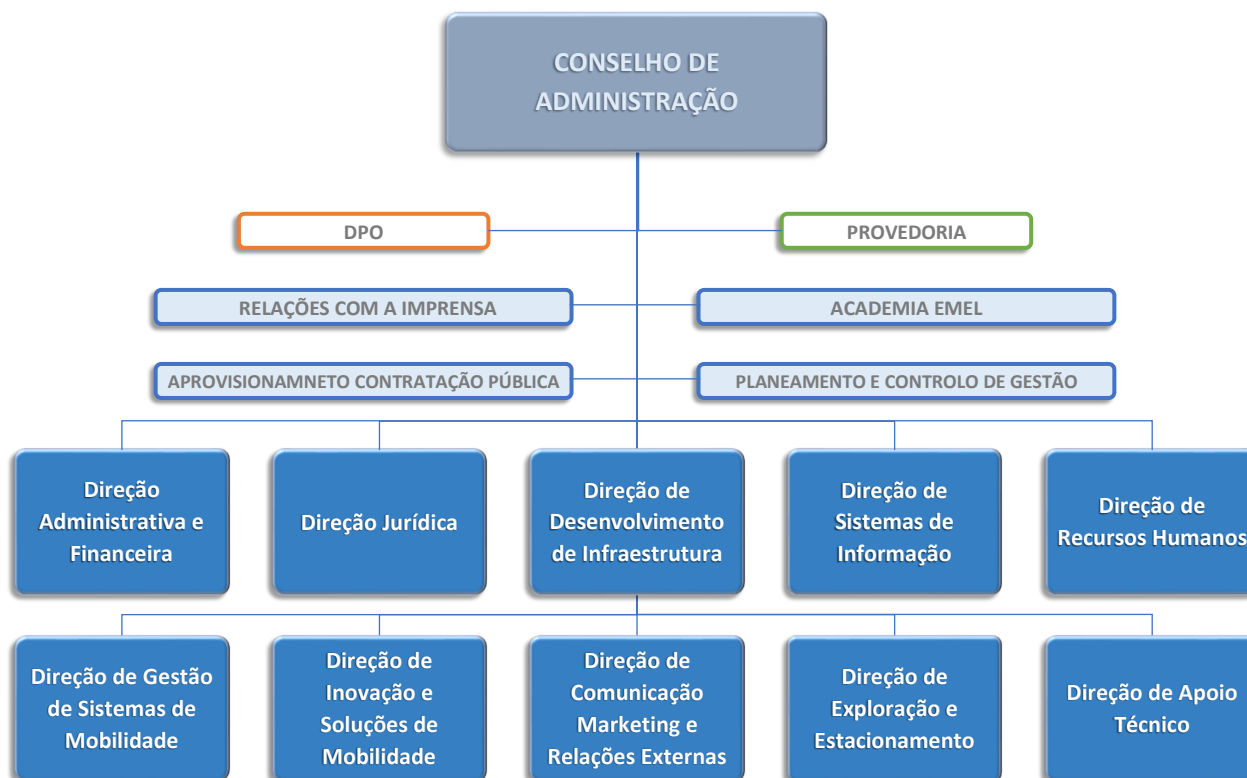 CONSELHO DE
ADMINISTRAÇÃO
DPO
PROVEDORIA
RELAÇÕES COM A IMPRENSA
ACADEMIA EMEL
APROVISIONAMNETO CONTRATAÇÃO PÚBLICA
PLANEAMENTO E CONTROLO DE GESTÃO
Direção
Administrativa e
Financeira
Direção Jurídica
Direção de
Desenvolvimento
de Infraestrutura
Direção de
Sistemas de
Informação
Direção de
Recursos Humanos
Direção de Gestão
de Sistemas de
Mobilidade
Direção de
Inovação e
Soluções de
Mobilidade
Direção de
Comunicação
Marketing e
Relações Externas
Direção de
Exploração e
Estacionamento
Direção de Apoio
Técnico